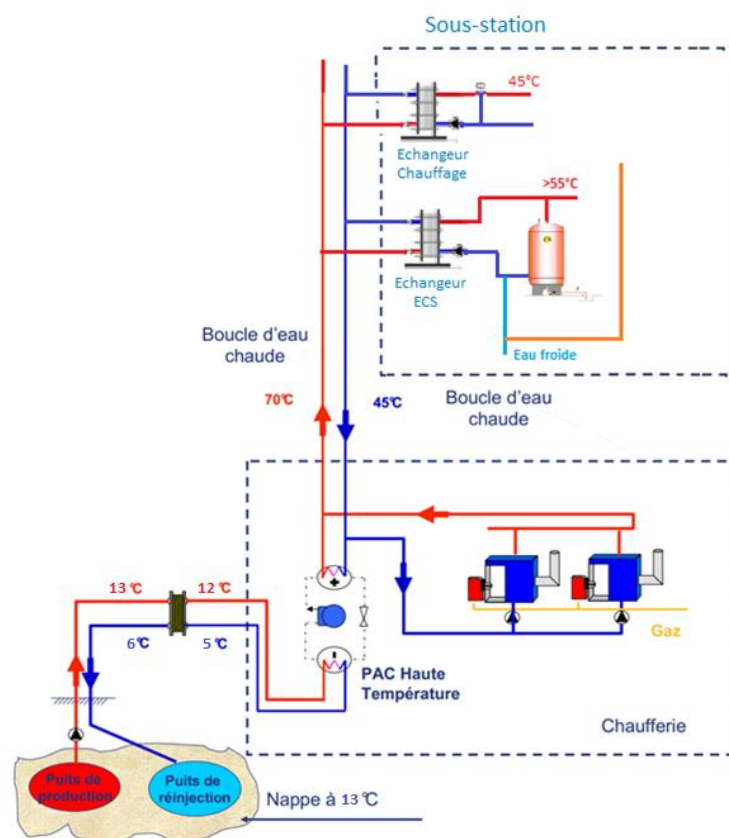 Sous-station
45°C
Echangeur
Chauffage
>55°C
Echangeur
ECS
Eau froide
Boucle d'eau
chaude
70°C
45°C
Boucle d'eau
chaude
13 °C
12°C
6°C
5°C
PAC Haute
Température
Gaz
Chaufferie
Puits de
production
Puits de
réinjection
Nappe à 13 °C